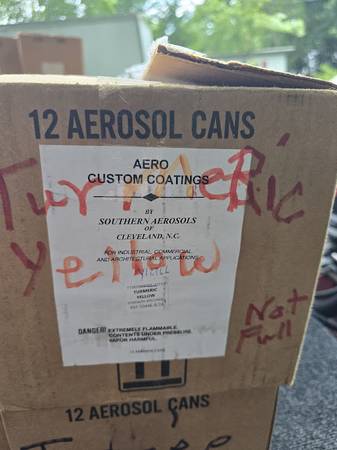 12 AEROSOL CANS
AERO
CUSTOM COATINGS
BY
SOUTHERN AEROSOLS
OF
CLEVELAND, N.C.
FOR INDUSTRIAL, COMMERCIAL
AND ARCHITECTURAL APPLICATIONS
TurMeRic
Yellow
TURMERIC
YELLOW
Not
Full
DANGER! EXTREMELY FLAMMABLE.
CONTENTS UNDER PRESSURE.
VAPOR HARMFUL.
12 AEROSOL CANS